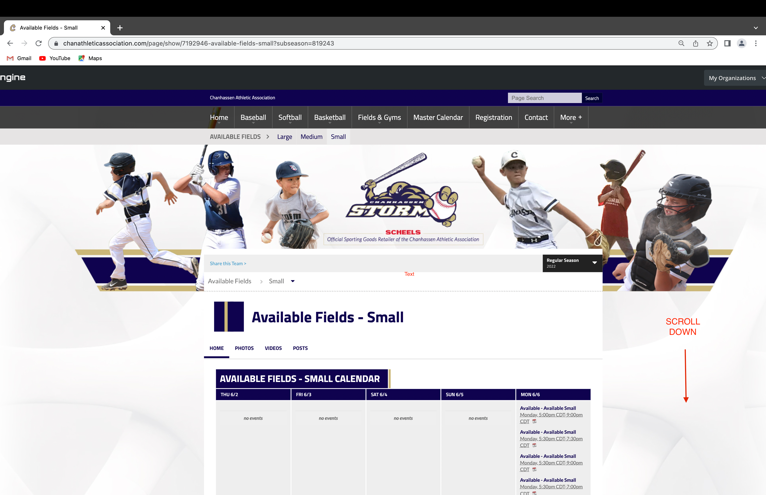 Available Fields - Small
chanathleticassociation.com/page/show/7192946-available-fields-small?subseason=819243
Gmail YouTube Maps
ngine
My Organizations
Chanhassen Athletic Association
Page Search Search
Home Baseball Softball Basketball Fields & Gyms Master Calendar Registration Contact More +
AVAILABLE FIELDS > Large Medium Small
CHANHASSEN
STORM
SCHEELS
Official Sporting Goods Retailer of the Chanhassen Athletic Association
Share this Team >
Regular Season
2022
Text
Available Fields > Small
Available Fields - Small
SCROLL
DOWN
HOME PHOTOS VIDEOS POSTS
AVAILABLE FIELDS - SMALL CALENDAR
THU 6/2 FRI 6/3 SAT 6/4 SUN 6/5 MON 6/6
no events no events no events no events
Available - Available Small
Monday, 5:00pm CDT-9:00pm
CDT
Available - Available Small
Monday, 5:30pm CDT-7:30pm
CDT
Available - Available Small
Monday, 5:30pm CDT-9:00pm
CDT
Available - Available Small
Monday, 5:30pm CDT-7:00pm
CDT